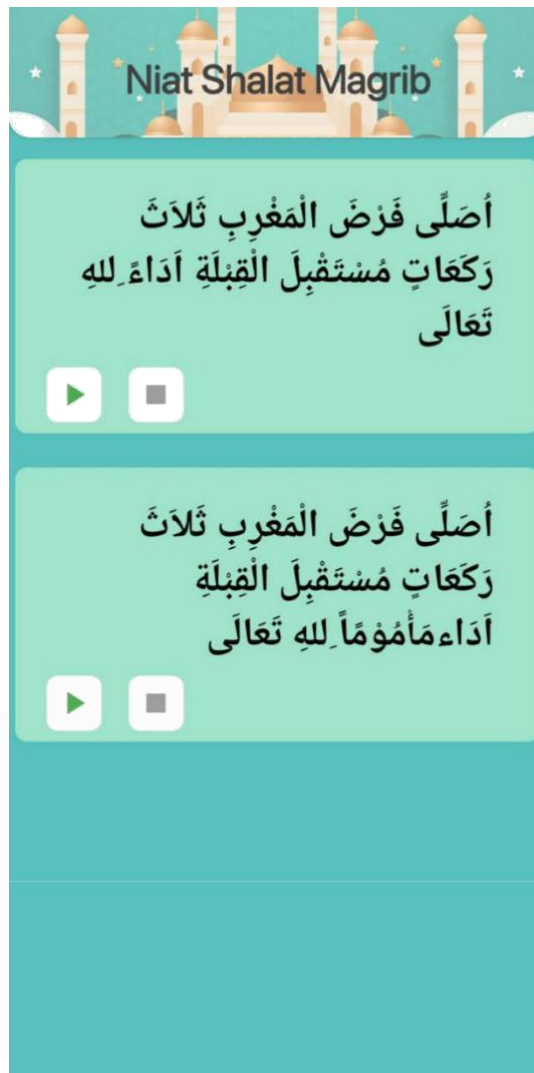 Niat Shalat Magrib
اُصَلِّى فَرْضَ الْمَغْرِبِ ثَلاَثَ
رَكَعَاتٍ مُسْتَقْبِلَ الْقِبْلَةِ اَدَاءً ِللهِ
تَعَالَى
اُصَلِّى فَرْضَ الْمَغْرِبِ ثَلاَثَ
رَكَعَاتٍ مُسْتَقْبِلَ الْقِبْلَةِ
اَدَاءمَأْمُوْمًا ِللهِ تَعَالَى